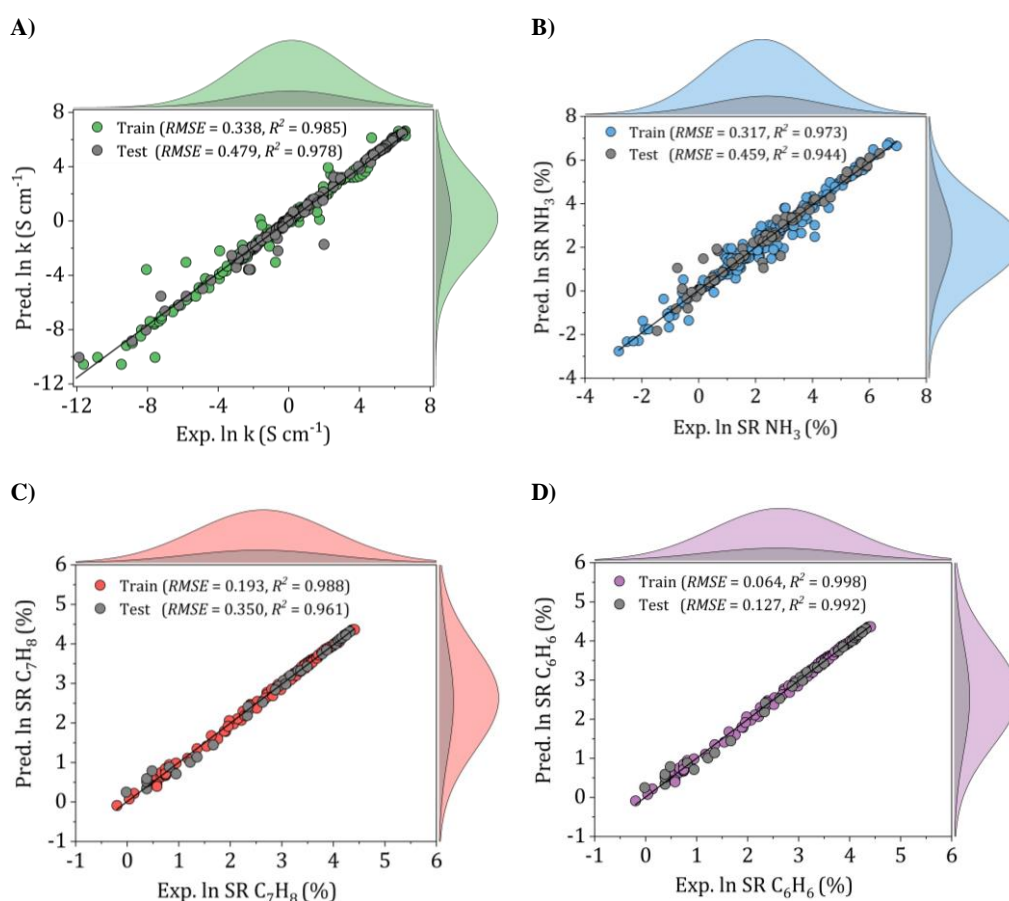 A)
Train (RMSE = 0.338, R² = 0.985)
Test (RMSE = 0.479, R² = 0.978)
8
4
0
-4
-8
-12
Pred. ln k (S cm⁻¹)
-12 -8 -4 0 4 8
Exp. ln k (S cm⁻¹)
B)
Train (RMSE = 0.317, R² = 0.973)
Test (RMSE = 0.459, R² = 0.944)
8
6
4
2
0
-2
-4
Pred. ln SR NH₃ (%)
-4 -2 0 2 4 6 8
Exp. ln SR NH₃ (%)
C)
Train (RMSE = 0.193, R² = 0.988)
Test (RMSE = 0.350, R² = 0.961)
6
5
4
3
2
1
0
-1
Pred. ln SR C₇H₈ (%)
-1 0 1 2 3 4 5 6
Exp. ln SR C₇H₈ (%)
D)
Train (RMSE = 0.064, R² = 0.998)
Test (RMSE = 0.127, R² = 0.992)
6
5
4
3
2
1
0
-1
Pred. ln SR C₆H₆ (%)
-1 0 1 2 3 4 5 6
Exp. ln SR C₆H₆ (%)